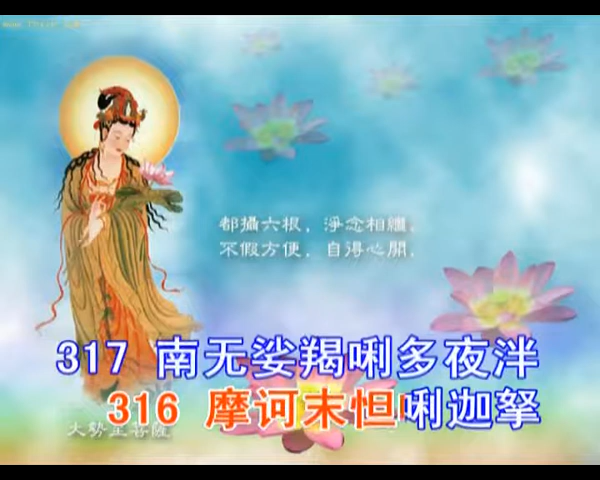 都攝六根，淨念相繼，
不假方便，自得心開，
317 南无娑羯唎多夜泮
316 摩诃末怛唎迦拏
大勢至菩薩